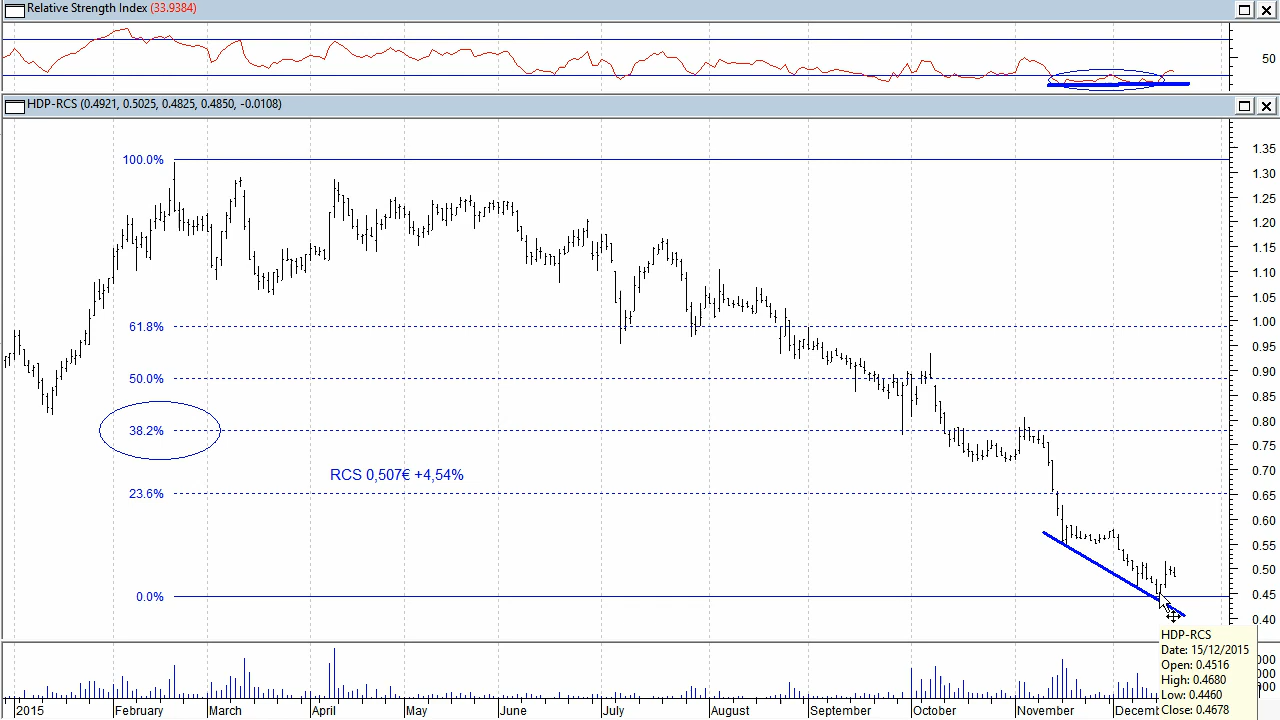 Relative Strength Index (33.9384)
50
HDP-RCS (0.4921, 0.5025, 0.4825, 0.4850, -0.0108)
100.0%
61.8%
50.0%
38.2%
23.6%
0.0%
RCS 0,507€ +4,54%
1.35
1.30
1.25
1.20
1.15
1.10
1.05
1.00
0.95
0.90
0.85
0.80
0.75
0.70
0.65
0.60
0.55
0.50
0.45
0.40
HDP-RCS
Date: 15/12/2015
Open: 0.4516
High: 0.4680
Low: 0.4460
Close: 0.4678
2015 February March April May June July August September October November